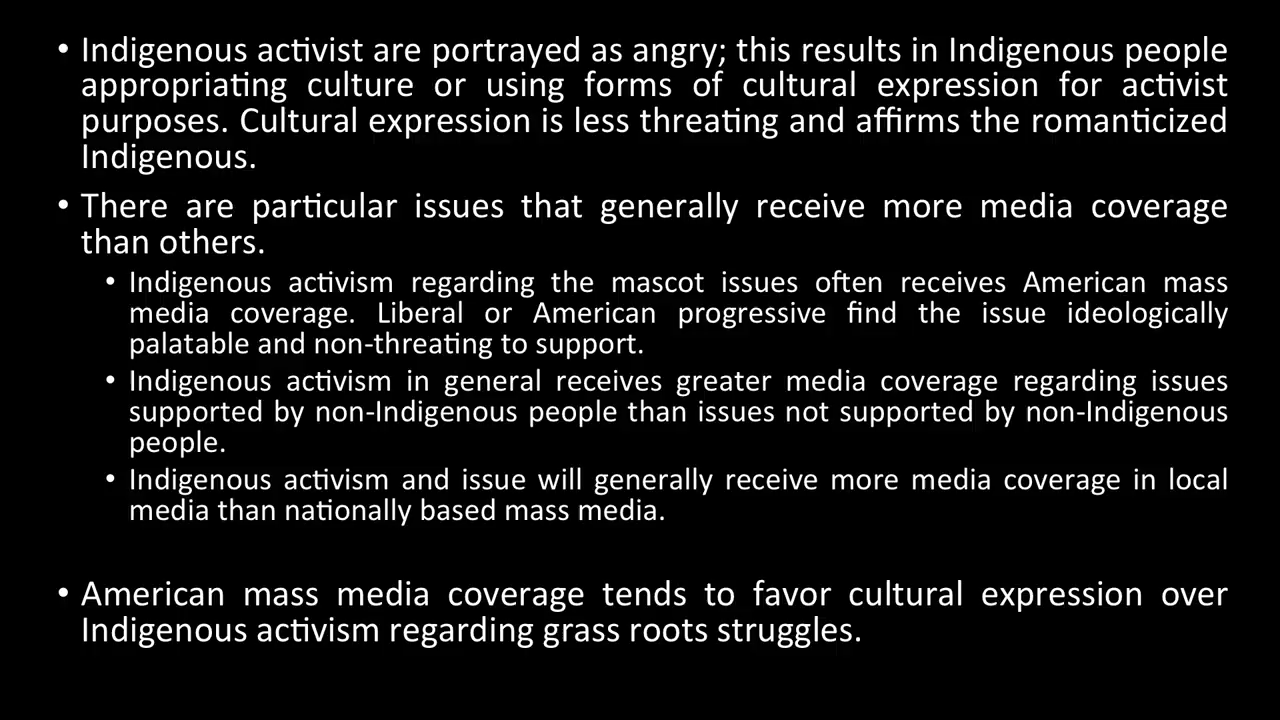 • Indigenous activist are portrayed as angry; this results in Indigenous people
appropriating culture or using forms of cultural expression for activist
purposes. Cultural expression is less threating and affirms the romanticized
Indigenous.
• There are particular issues that generally receive more media coverage
than others.
• Indigenous activism regarding the mascot issues often receives American mass
media coverage. Liberal or American progressive find the issue ideologically
palatable and non-threating to support.
• Indigenous activism in general receives greater media coverage regarding issues
supported by non-Indigenous people than issues not supported by non-Indigenous
people.
• Indigenous activism and issue will generally receive more media coverage in local
media than nationally based mass media.
• American mass media coverage tends to favor cultural expression over
Indigenous activism regarding grass roots struggles.